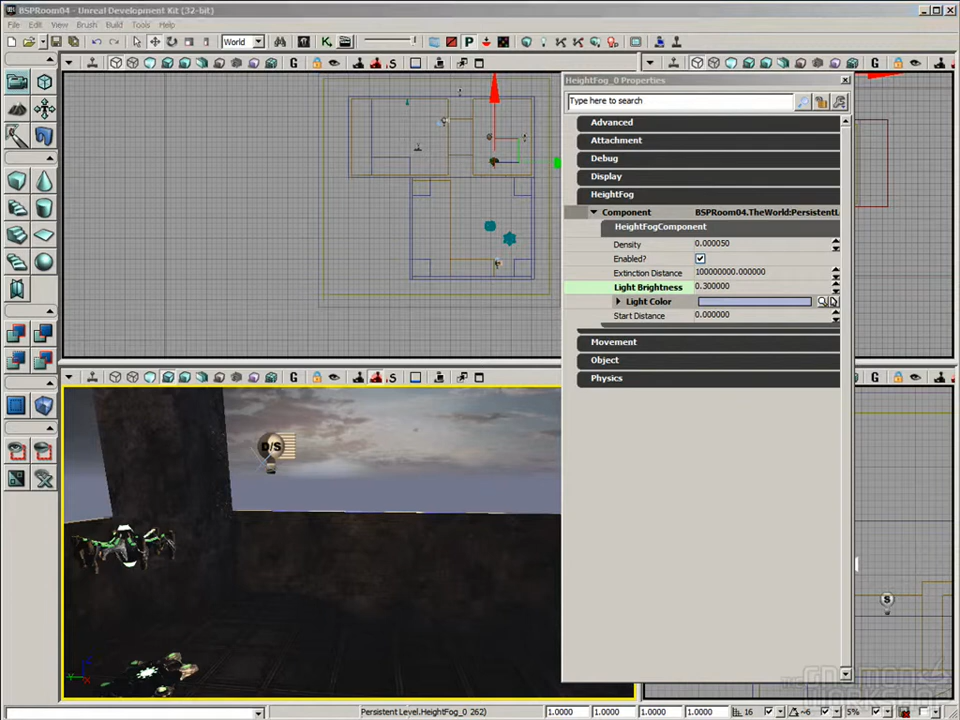 BSPRoom04 - Unreal Development Kit (32-bit)
File Edit View Brush Build Tools Help
World
HeightFog_0 Properties
Type here to search
Advanced
Attachment
Debug
Display
HeightFog
Component BSPRoom04.TheWorld:PersistentL
HeightFogComponent
Density 0.000050
Enabled?
Extinction Distance 100000000.000000
Light Brightness 0.300000
Light Color
Start Distance 0.000000
Movement
Object
Physics
D/S
S
Persistent Level.HeightFog_0 262) 1.0000 1.0000 1.0000 1.0000 16 ~6 5%